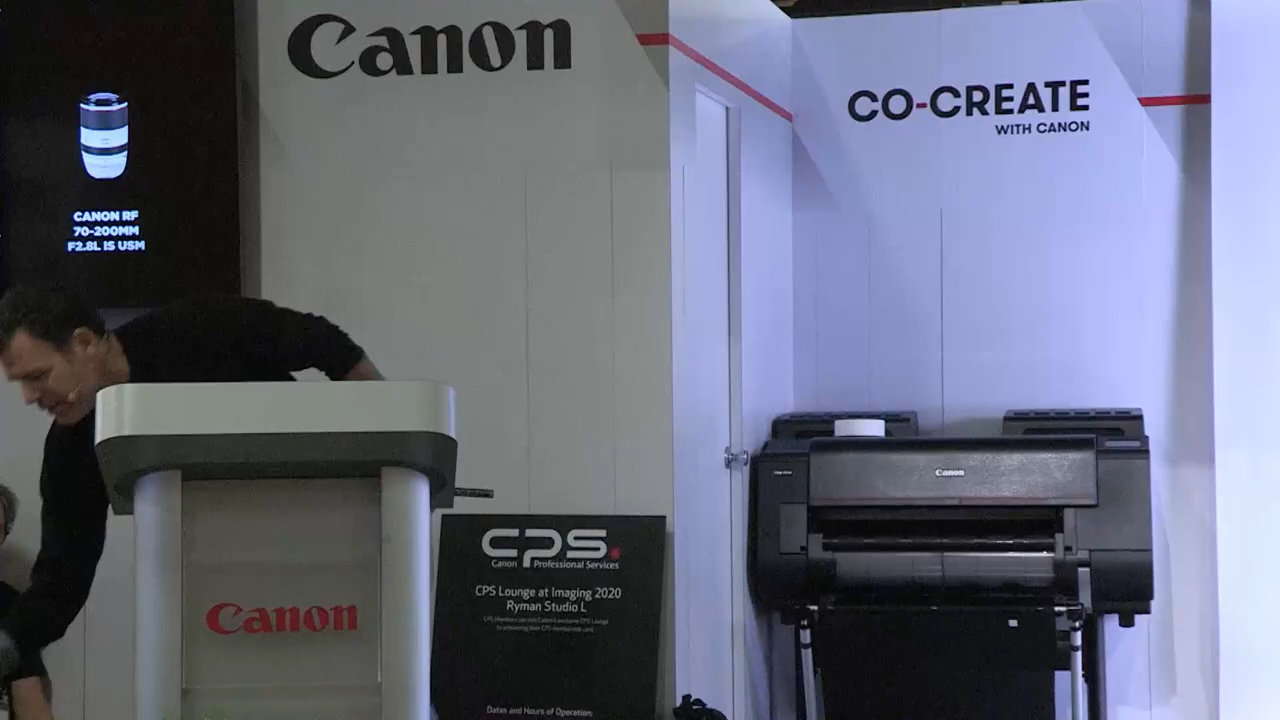 Canon
CO-CREATE
WITH CANON
CANON RF
70-200MM
F2.8L IS USM
Canon
CPS.
Canon Professional Services
CPS Lounge at Imaging 2020
Ryman Studio L
Dates and Hours of Operation:
Canon